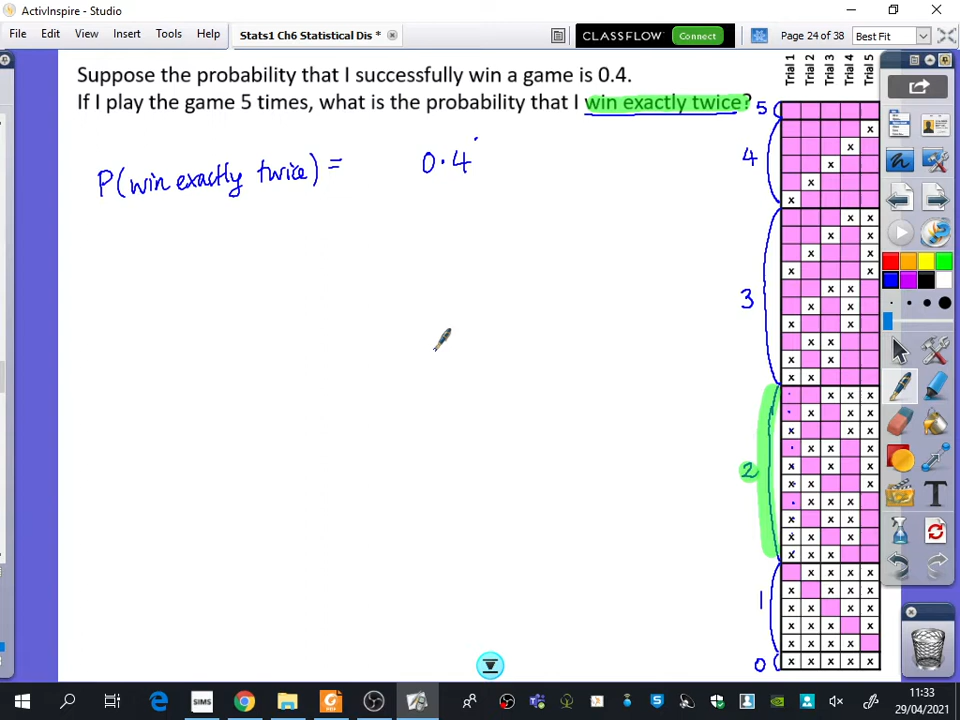 ActivInspire - Studio
File Edit View Insert Tools Help
Stats1 Ch6 Statistical Dis *
CLASSFLOW Connect
Page 24 of 38
Best Fit
Suppose the probability that I successfully win a game is 0.4.
If I play the game 5 times, what is the probability that I win exactly twice?
P(win exactly twice) = 0.4
Trial 1 Trial 2 Trial 3 Trial 4 Trial 5
5
4 x
x
x
x
x
3 x x
x x
x x
x x
x x
x x
x x
x x
x x
x x
2 x x x
x x x
x x x
x x x
x x x
x x x
x x x
x x x
x x x
x x x
1 x x x x
x x x x
x x x x
x x x x
x x x x
0 x x x x x
T
SIMS
PDF
11:33
29/04/2021